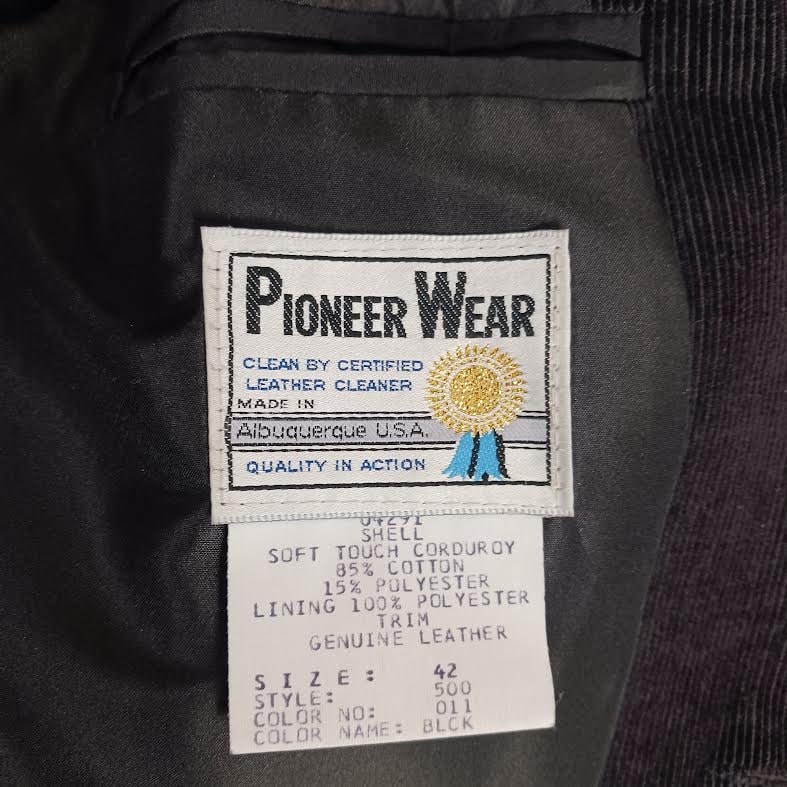 PIONEER WEAR
CLEAN BY CERTIFIED
LEATHER CLEANER
MADE IN
Albuquerque U.S.A.
QUALITY IN ACTION
04291
SHELL
SOFT TOUCH CORDUROY
85% COTTON
15% POLYESTER
LINING 100% POLYESTER
TRIM
GENUINE LEATHER
SIZE: 42
STYLE: 500
COLOR NO: 011
COLOR NAME: BLCK